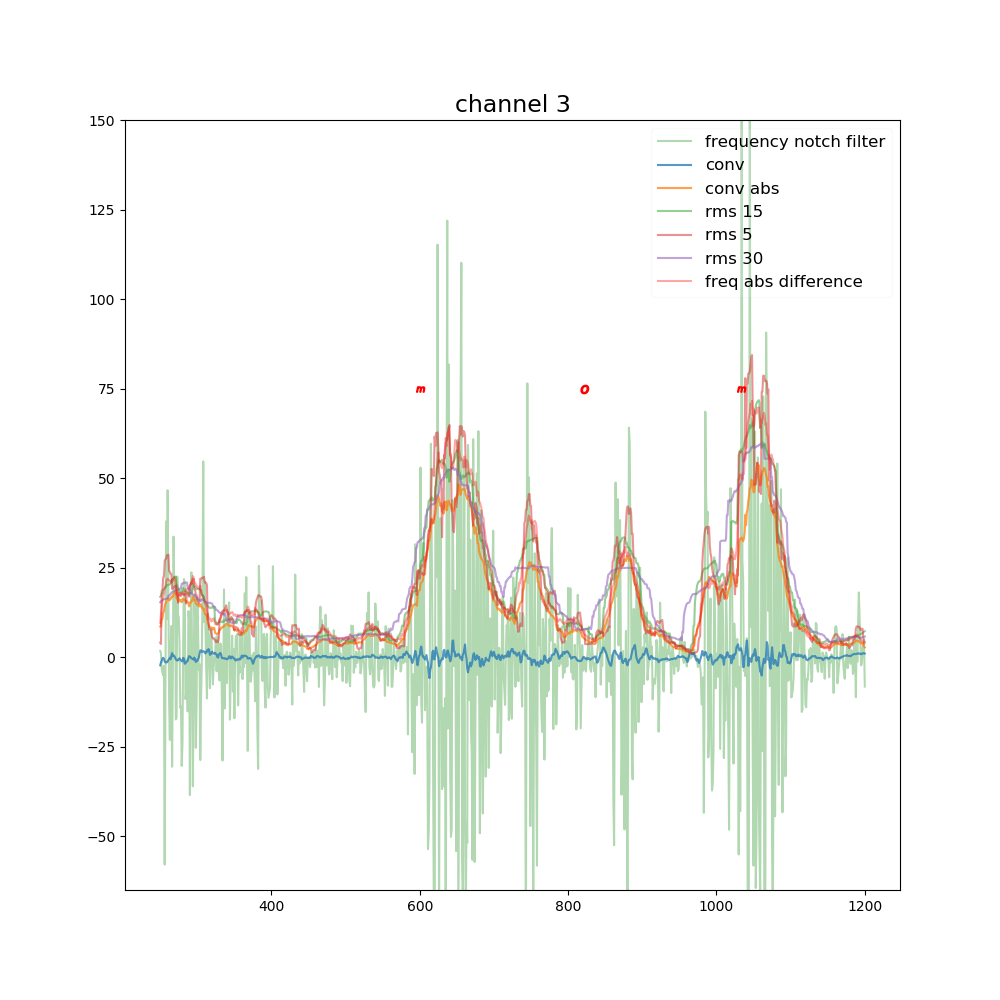 channel 3
150
125
100
75
50
25
0
−25
−50
frequency notch filter
conv
conv abs
rms 15
rms 5
rms 30
freq abs difference
m
o
m
400
600
800
1000
1200